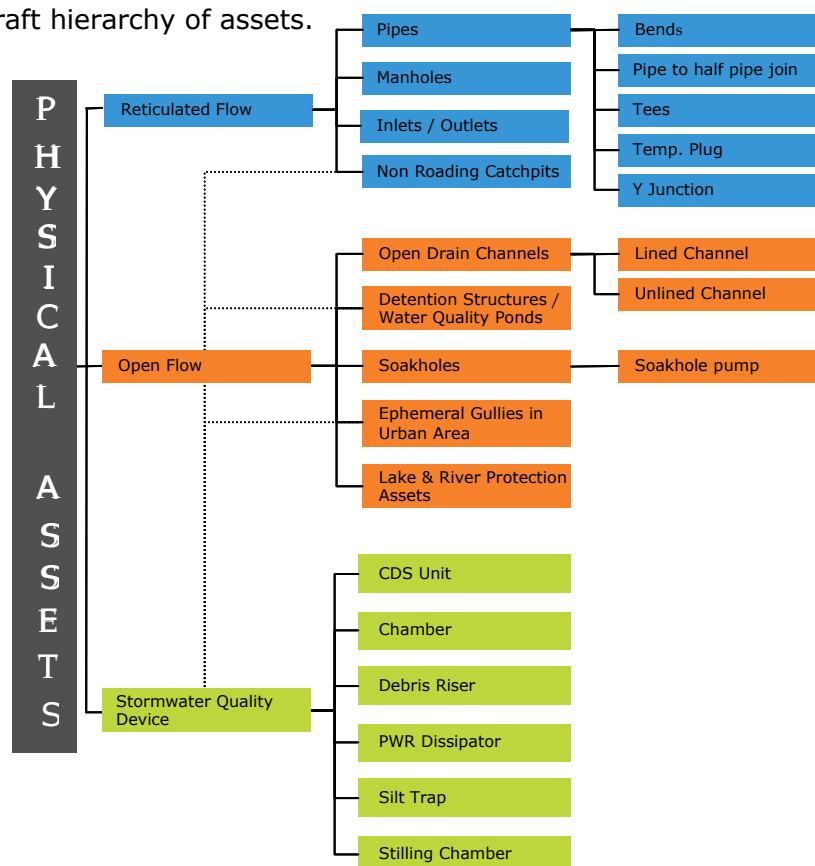 raft hierarchy of assets.
PHYSICAL ASSETS
Reticulated Flow
Pipes
Manholes
Inlets / Outlets
Non Roading Catchpits
Bends
Pipe to half pipe join
Tees
Temp. Plug
Y Junction
Open Flow
Open Drain Channels
Detention Structures /
Water Quality Ponds
Soakholes
Ephemeral Gullies in
Urban Area
Lake & River Protection
Assets
Lined Channel
Unlined Channel
Soakhole pump
Stormwater Quality
Device
CDS Unit
Chamber
Debris Riser
PWR Dissipator
Silt Trap
Stilling Chamber